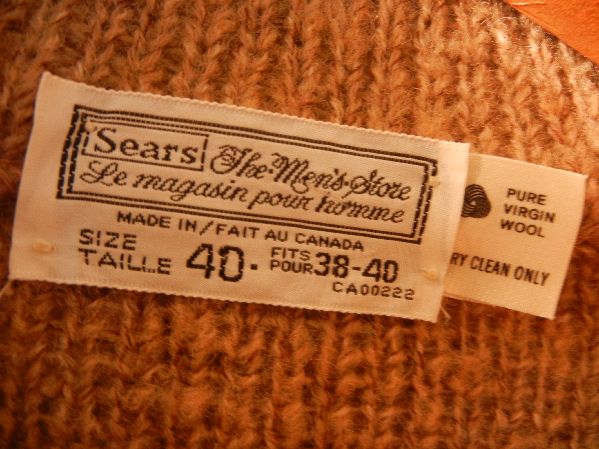 Sears The Men's Store
Le magasin pour homme
MADE IN/FAIT AU CANADA
SIZE
TAILLE 40. FITS
POUR 38-40
CA00222
PURE
VIRGIN
WOOL
RY CLEAN ONLY